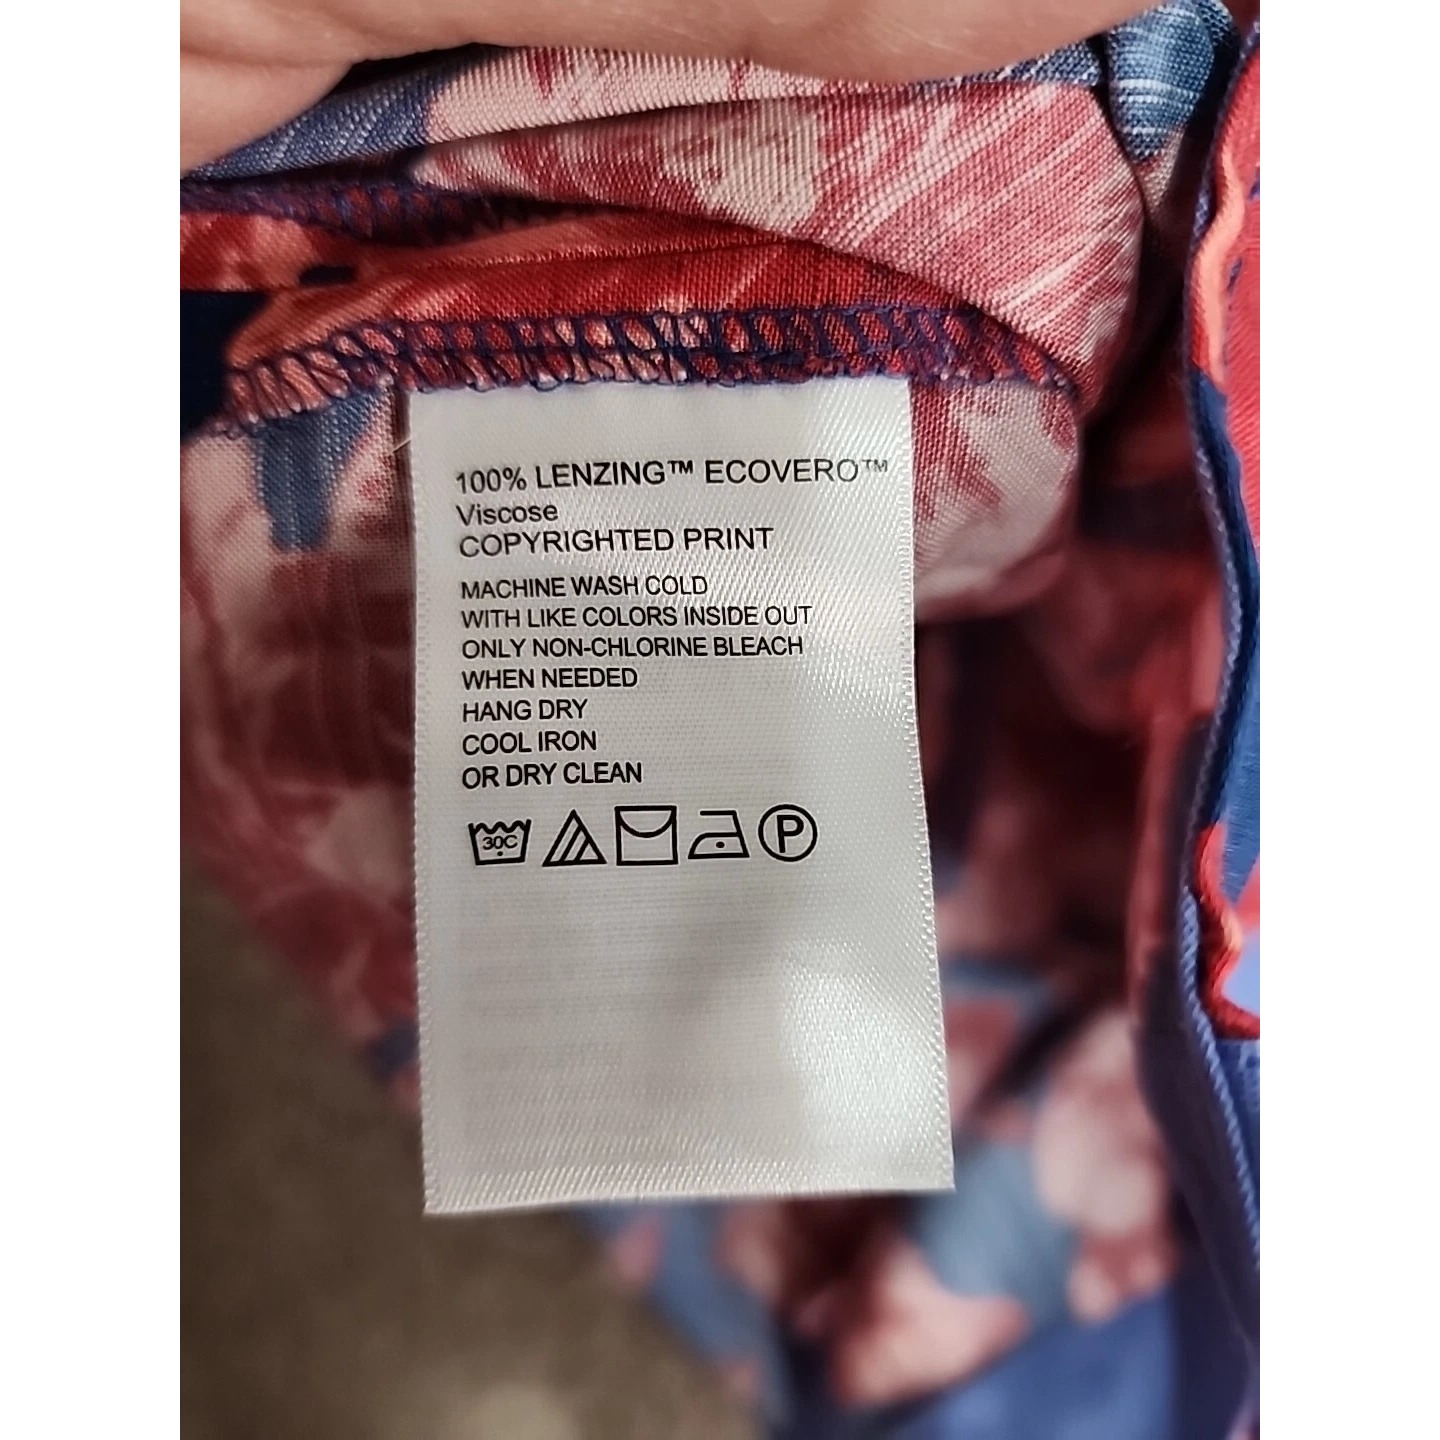 100% LENZING™ ECOVERO™
Viscose
COPYRIGHTED PRINT
MACHINE WASH COLD
WITH LIKE COLORS INSIDE OUT
ONLY NON-CHLORINE BLEACH
WHEN NEEDED
HANG DRY
COOL IRON
OR DRY CLEAN
30C P